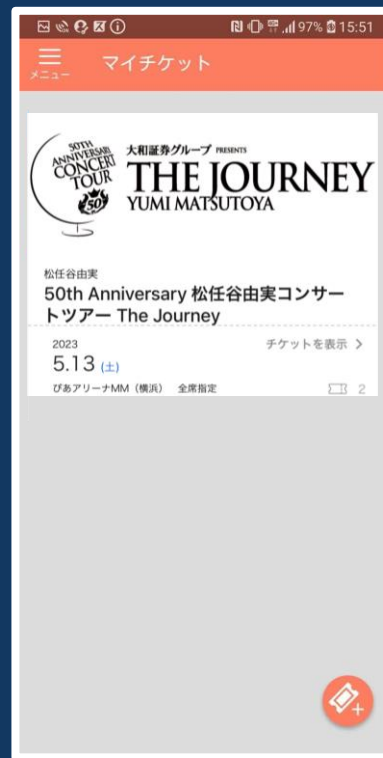 97% 15:51
メニュー
マイチケット
50TH
ANNIVERSARY
CONCERT
TOUR
50
大和証券グループ PRESENTS
THE JOURNEY
YUMI MATSUTOYA
松任谷由実
50th Anniversary 松任谷由実コンサー
トツアー The Journey
2023
チケットを表示
5.13 (土)
ぴあアリーナMM（横浜） 全席指定
2